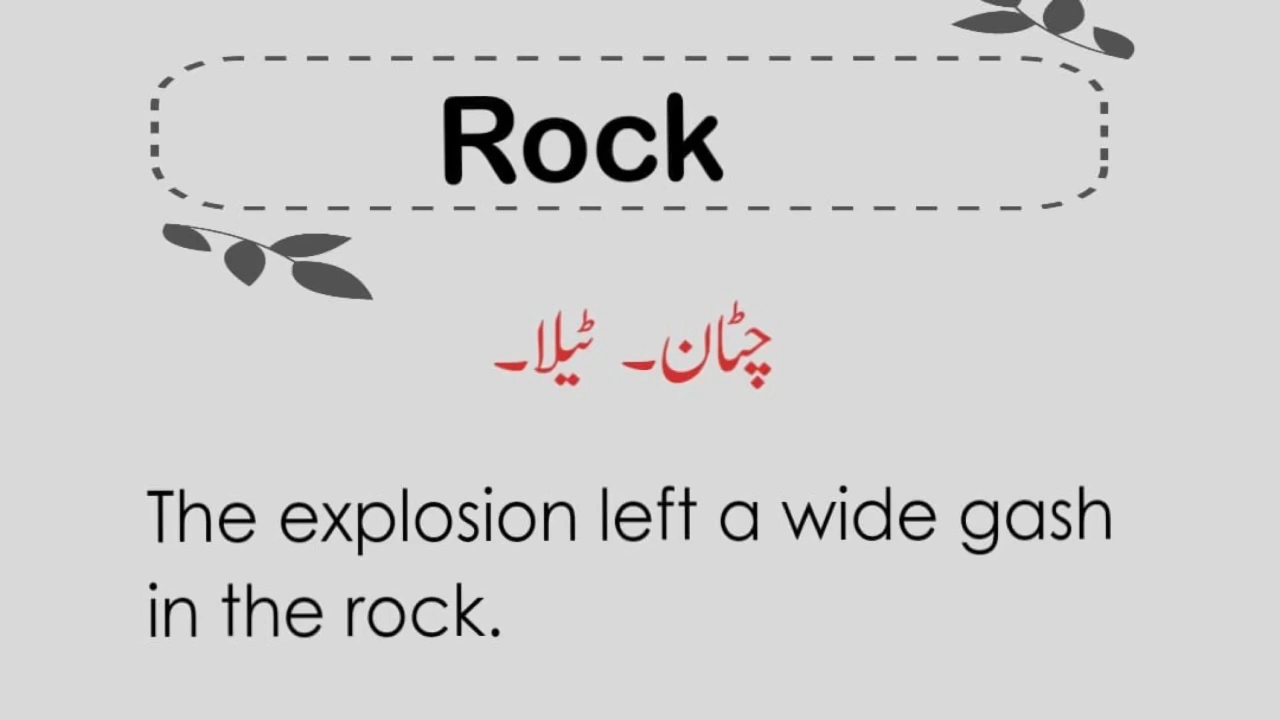 Rock
چٹان۔ ٹیلا۔
The explosion left a wide gash
in the rock.